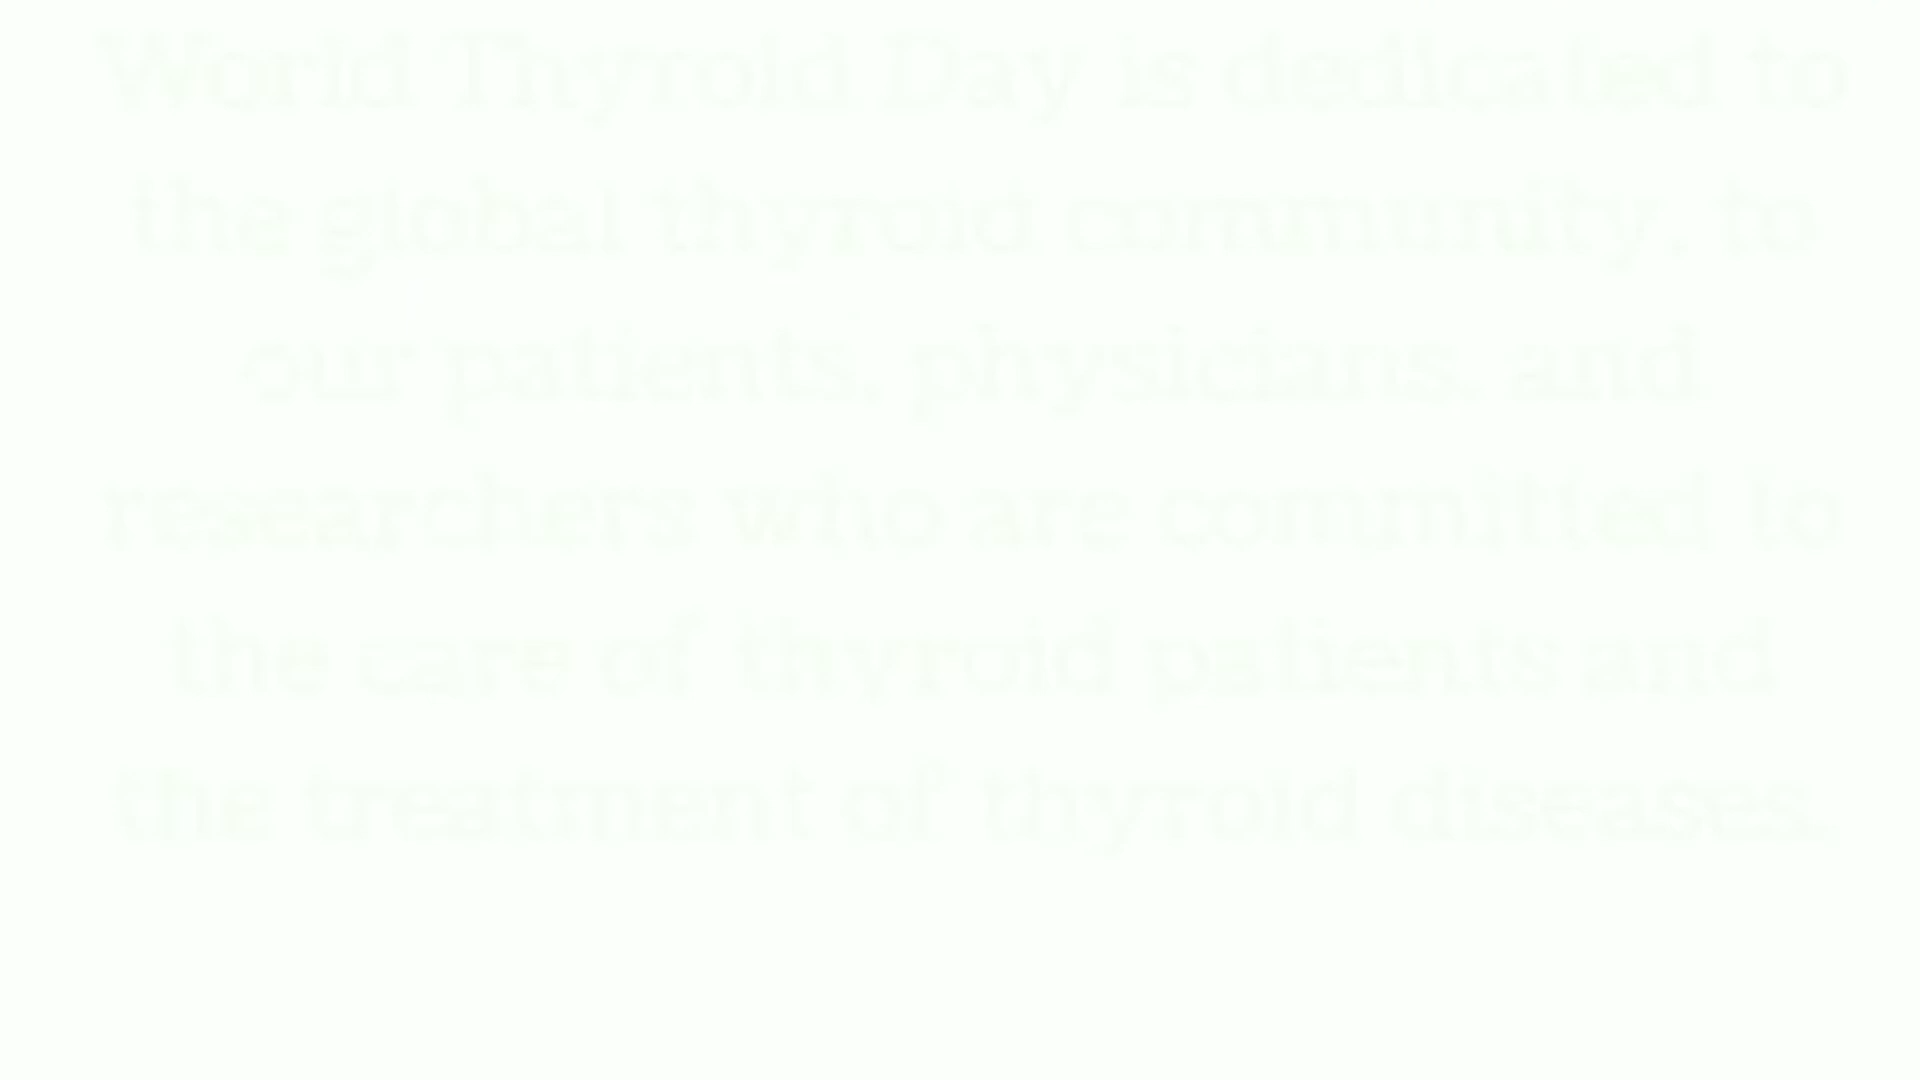 World Thyroid Day is dedicated to
the global thyroid community, to
our patients, physicians, and
researchers who are committed to
the care of thyroid patients and
the treatment of thyroid diseases.